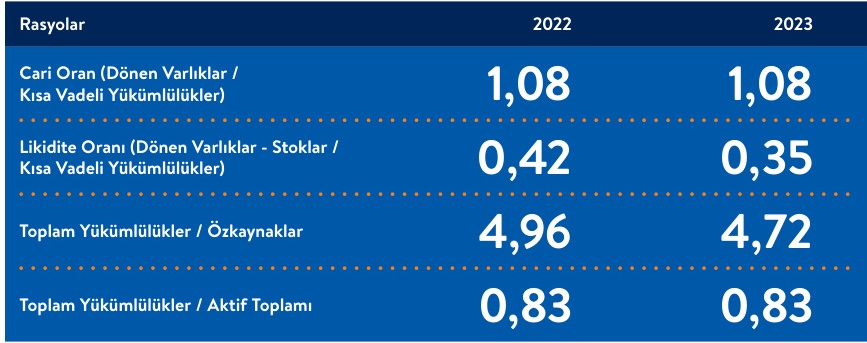 Rasyolar 2022 2023
Cari Oran (Dönen Varlıklar /
Kısa Vadeli Yükümlülükler) 1,08 1,08
Likidite Oranı (Dönen Varlıklar - Stoklar /
Kısa Vadeli Yükümlülükler) 0,42 0,35
Toplam Yükümlülükler / Özkaynaklar 4,96 4,72
Toplam Yükümlülükler / Aktif Toplamı 0,83 0,83